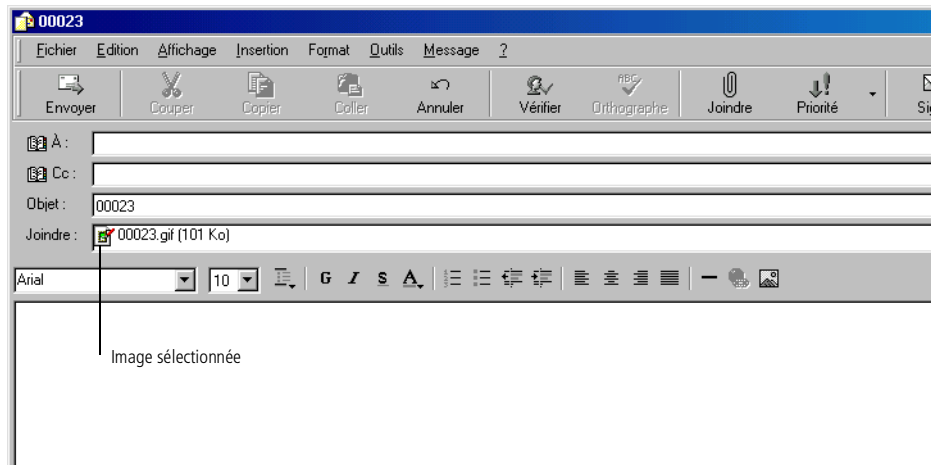 00023
Fichier Edition Affichage Insertion Format Outils Message ?
Envoyer Couper Copier Coller Annuler Vérifier Orthographe Joindre Priorité
ABC
À :
Cc :
Objet : 00023
Joindre : 00023.gif (101 Ko)
Arial 10 G I S A
Image sélectionnée